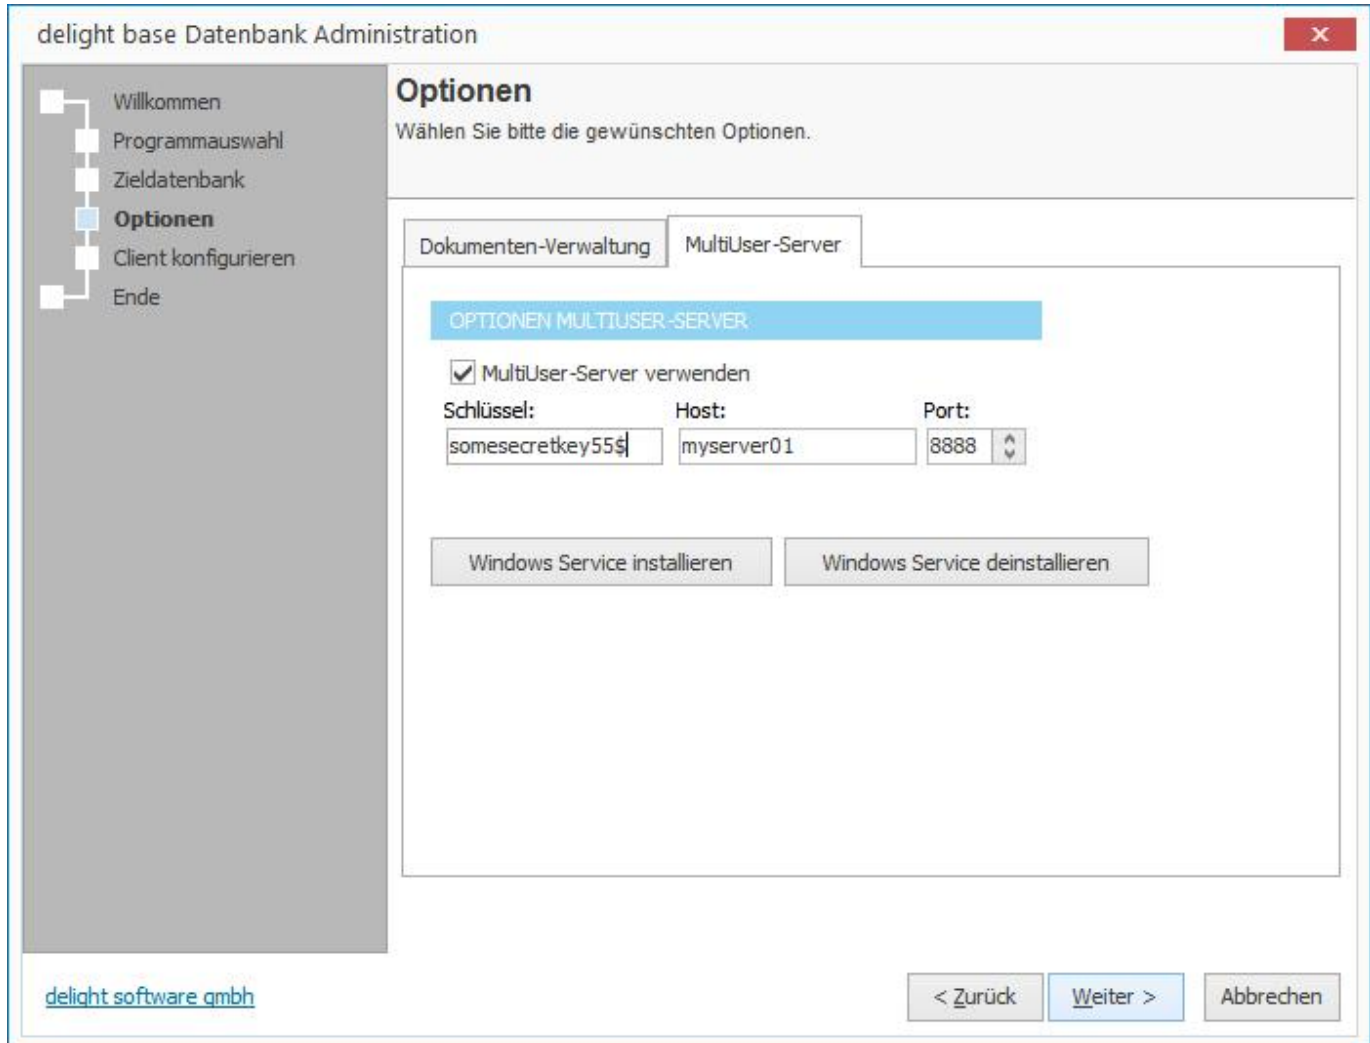 delight base Datenbank Administration
Willkommen
Programmauswahl
Zieldatenbank
Optionen
Client konfigurieren
Ende
Optionen
Wählen Sie bitte die gewünschten Optionen.
Dokumenten-Verwaltung MultiUser-Server
OPTIONEN MULTIUSER-SERVER
MultiUser-Server verwenden
Schlüssel: Host: Port:
somesecretkey55$ myserver01 8888
Windows Service installieren Windows Service deinstallieren
delight software gmbh
< Zurück Weiter > Abbrechen